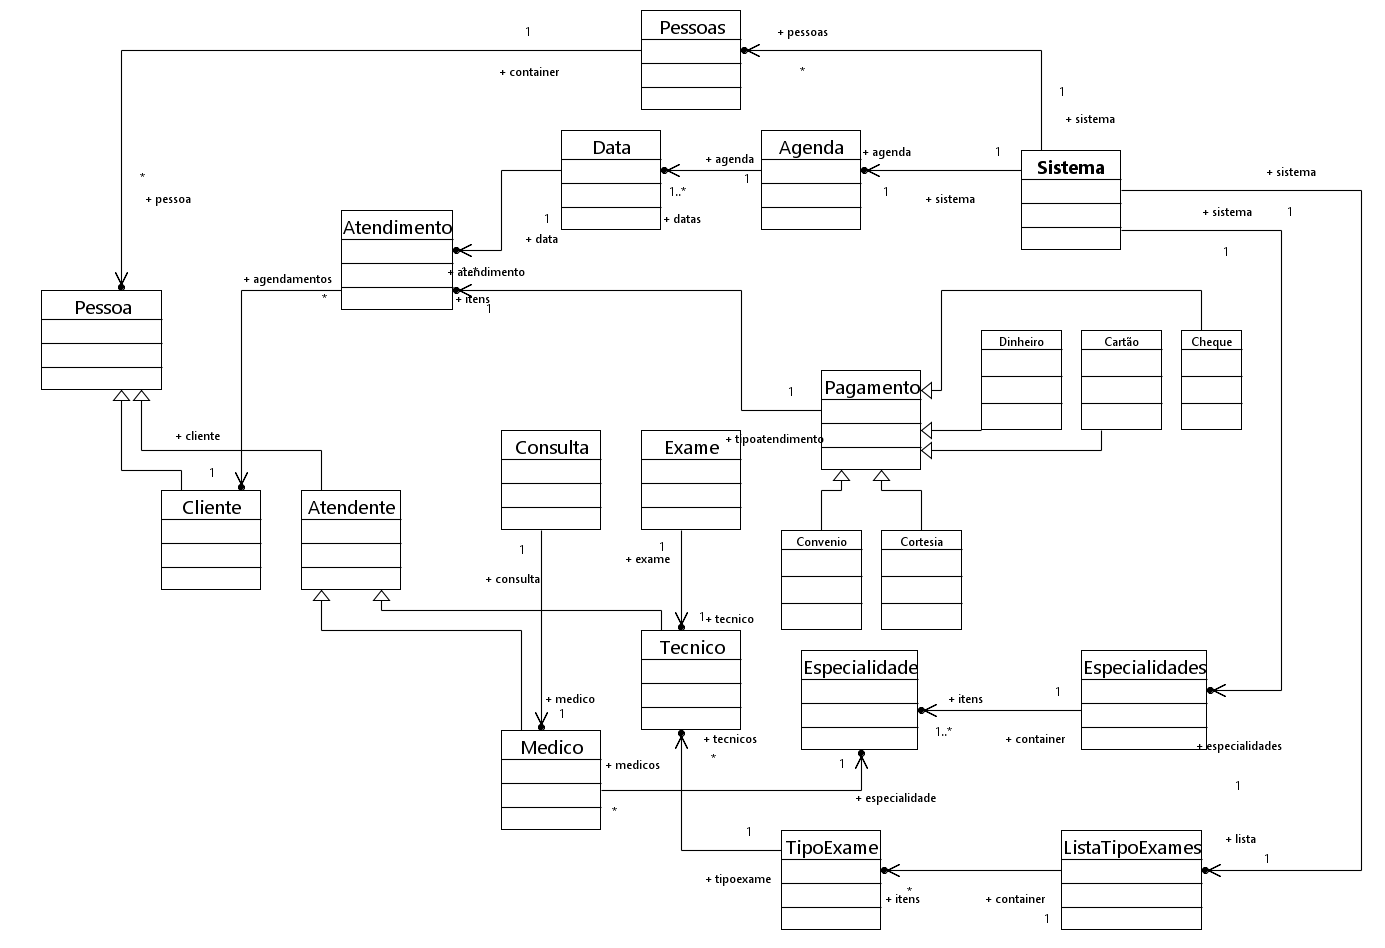 Pessoas
1
+ pessoas
+ container
*
1
+ sistema
Data
Agenda
+ agenda
+ agenda
1
Sistema
+ sistema
1..*
1
1
+ sistema
*
+ pessoa
+ datas
1
+ data
+ sistema
1
1
Atendimento
+ atendimento
+ agendamentos
*
+ itens
1
Pessoa
Dinheiro
Cartão
Cheque
Pagamento
1
+ cliente
1
+ tipoatendimento
Consulta
Exame
Cliente
Atendente
Convenio
Cortesia
1
+ consulta
1
+ exame
1
+ tecnico
Tecnico
Especialidade
Especialidades
+ medico
1
+ itens
1
1..*
+ container
+ tecnicos
*
+ especialidades
Medico
+ medicos
*
1
+ especialidade
1
1
TipoExame
ListaTipoExames
+ lista
1
+ tipoexame
*
+ itens
+ container
1